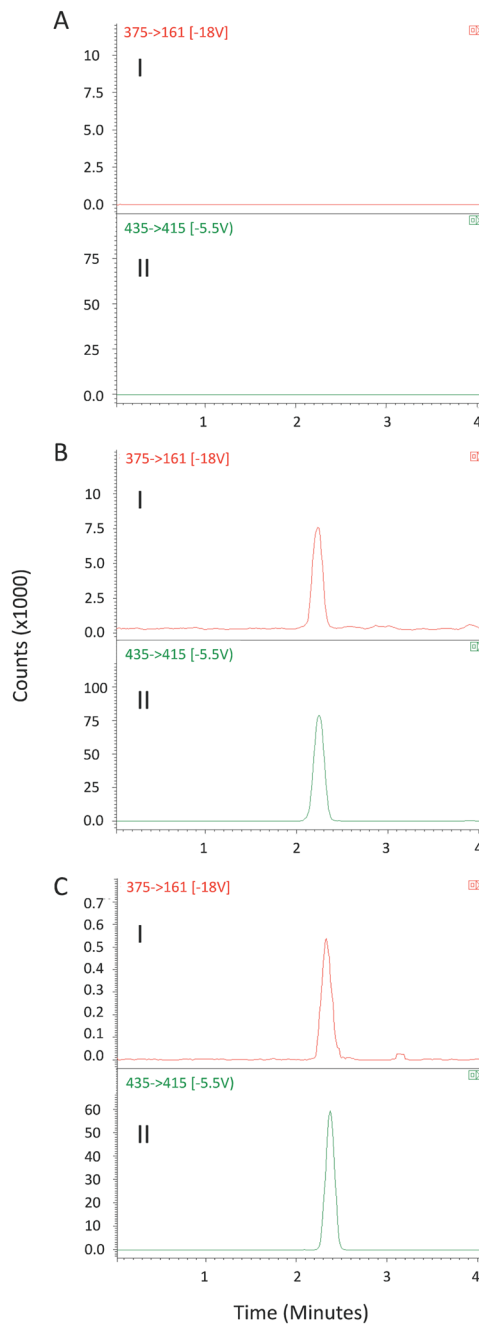 A
375->161 [-18V]
I
10
7.5
5.0
2.5
0.0
435->415 [-5.5V)
II
75
50
25
0.0
1 2 3 4
B
375->161 [-18V]
I
10
7.5
5.0
2.5
0.0
435->415 [-5.5V)
II
100
75
50
25
0.0
1 2 3 4
Counts (x1000)
C
375->161 [-18V]
I
0.7
0.6
0.5
0.4
0.3
0.2
0.1
0.0
435->415 [-5.5V)
II
60
50
40
30
20
10
0.0
1 2 3 4
Time (Minutes)